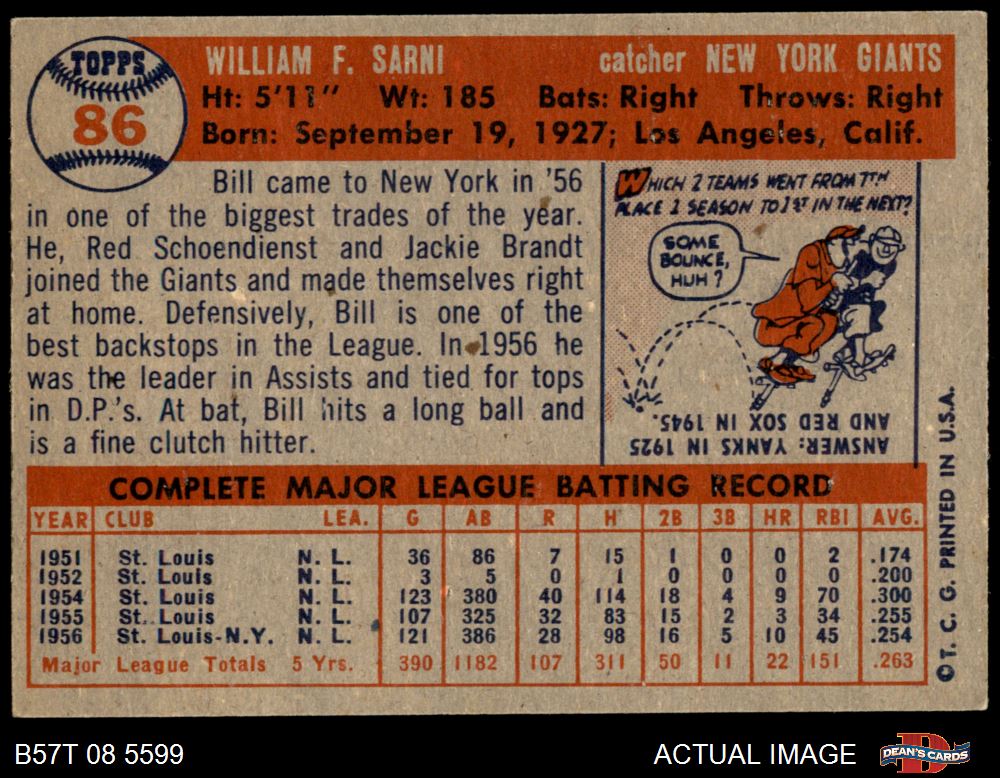 TOPPS
86
WILLIAM F. SARNI catcher NEW YORK GIANTS
Ht: 5'11" Wt: 185 Bats: Right Throws: Right
Born: September 19, 1927; Los Angeles, Calif.
Bill came to New York in '56
in one of the biggest trades of the year.
He, Red Schoendienst and Jackie Brandt
joined the Giants and made themselves right
at home. Defensively, Bill is one of the
best backstops in the League. In 1956 he
was the leader in Assists and tied for tops
in D.P.'s. At bat, Bill hits a long ball and
is a fine clutch hitter.
WHICH 2 TEAMS WENT FROM 7TH
PLACE 1 SEASON TO 1ST IN THE NEXT?
SOME
BOUNCE,
HUH?
ANSWER: YANKS IN 1925
AND RED SOX IN 1945.
COMPLETE MAJOR LEAGUE BATTING RECORD
YEAR CLUB LEA. G AB R H 2B 3B HR RBI AVG.
1951 St. Louis N. L. 36 86 7 15 1 0 0 2 .174
1952 St. Louis N. L. 3 5 0 1 0 0 0 0 .200
1954 St. Louis N. L. 123 380 40 114 18 4 9 70 .300
1955 St. Louis N. L. 107 325 32 83 15 2 3 34 .255
1956 St. Louis-N.Y. N. L. 121 386 28 98 16 5 10 45 .254
Major League Totals 5 Yrs. 390 1182 107 311 50 11 22 151 .263
© T. C. G. PRINTED IN U.S.A.
B57T 08 5599 ACTUAL IMAGE
D
DEAN'S CARDS